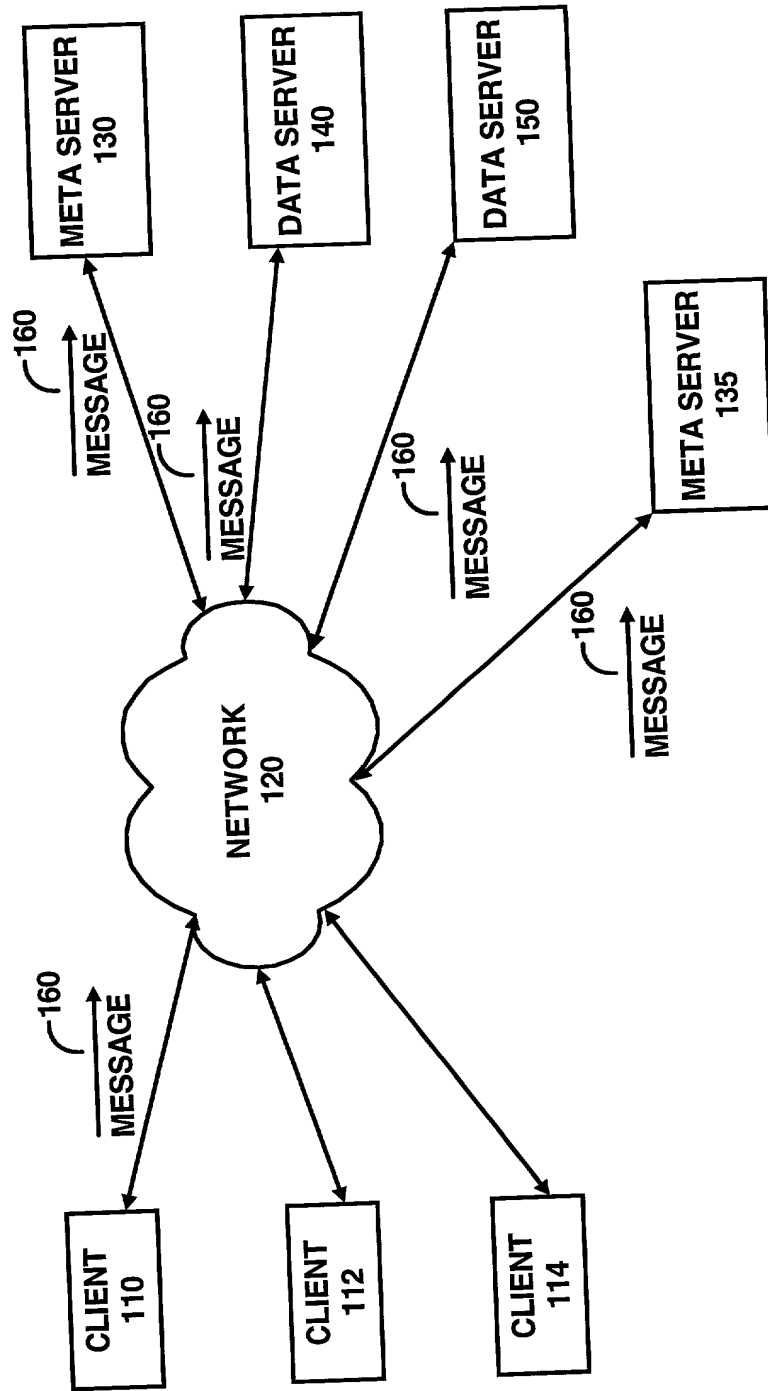 CLIENT
110
CLIENT
112
CLIENT
114
160
MESSAGE
NETWORK
120
160
MESSAGE
160
MESSAGE
160
MESSAGE
160
MESSAGE
META SERVER
130
DATA SERVER
140
DATA SERVER
150
META SERVER
135